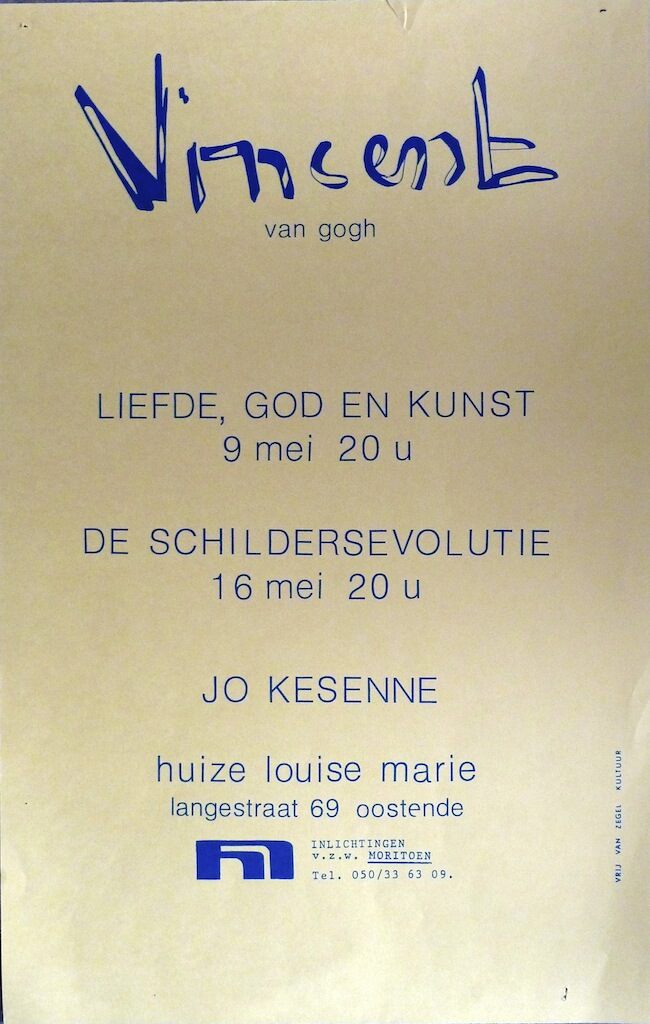 Vincent
van gogh
LIEFDE, GOD EN KUNST
9 mei 20 u
DE SCHILDERSEVOLUTIE
16 mei 20 u
JO KESENNE
huize louise marie
langestraat 69 oostende
INLICHTINGEN
v.z.w. MORITOEN
Tel. 050/33 63 09.
VRIJ VAN ZEGEL KULTUUR